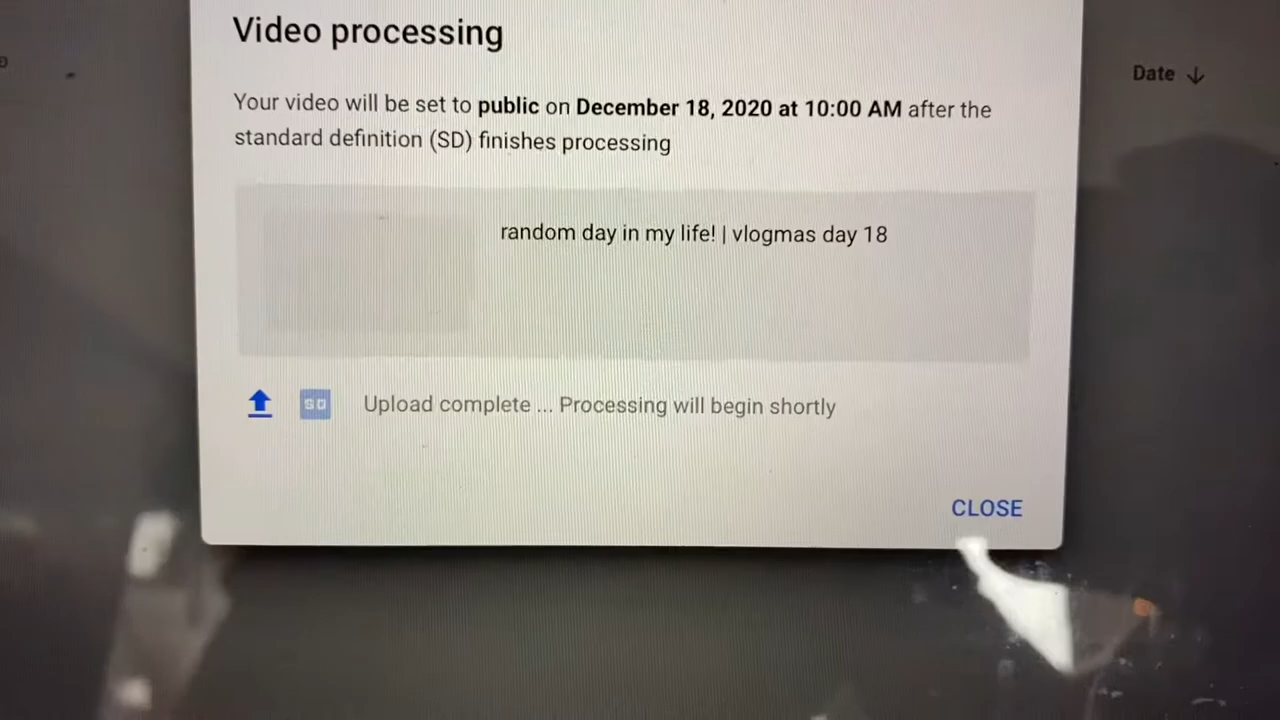 Video processing
Date ↓
Your video will be set to public on December 18, 2020 at 10:00 AM after the
standard definition (SD) finishes processing
random day in my life! | vlogmas day 18
SD Upload complete ... Processing will begin shortly
CLOSE